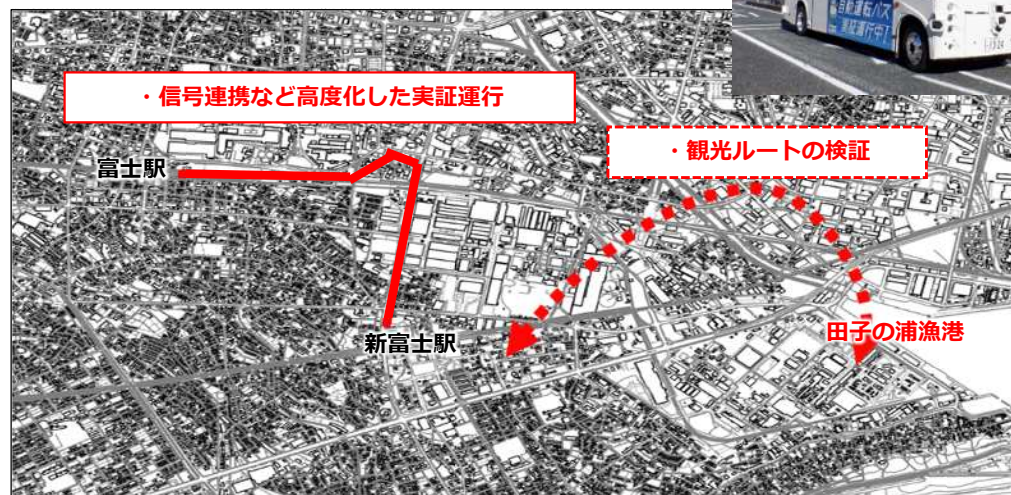 自動運転バス
実証運行中!
・信号連携など高度化した実証運行
・観光ルートの検証
富士駅
新富士駅
田子の浦漁港